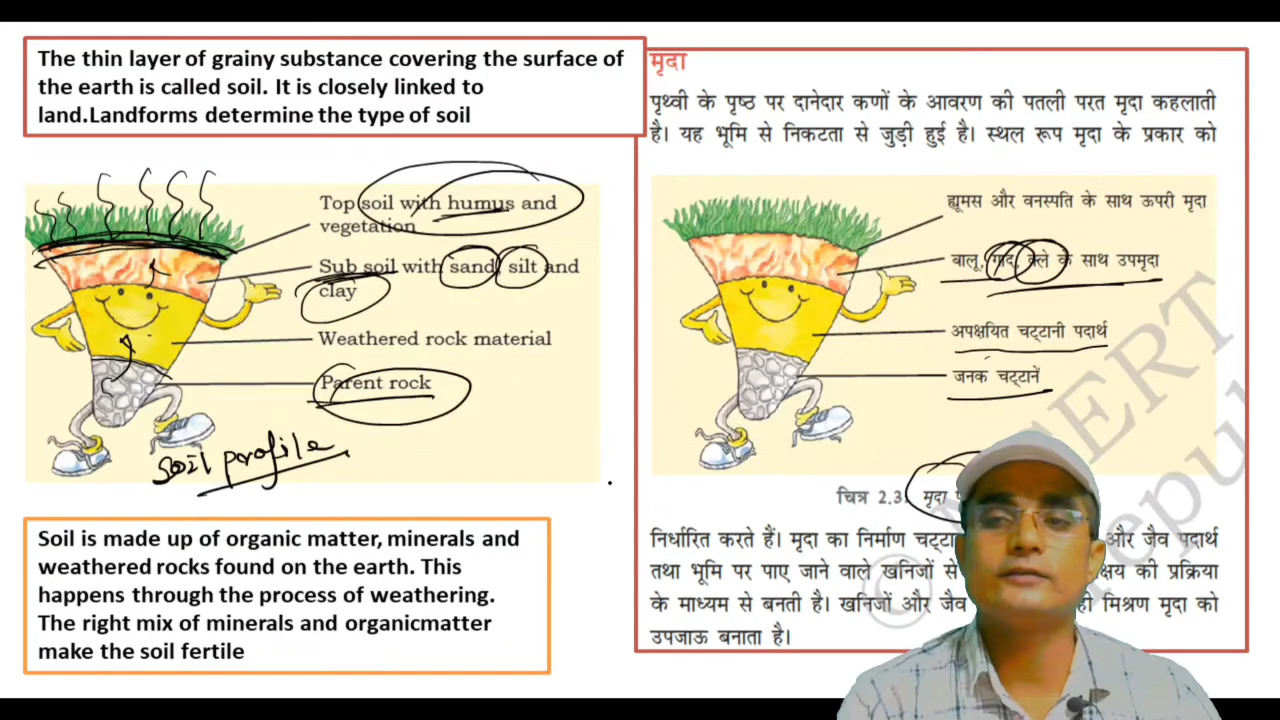 The thin layer of grainy substance covering the surface of
the earth is called soil. It is closely linked to
land.Landforms determine the type of soil
Top soil with humus and
vegetation
Sub soil with sand, silt and
clay
Weathered rock material
Parent rock
soil profile
Soil is made up of organic matter, minerals and
weathered rocks found on the earth. This
happens through the process of weathering.
The right mix of minerals and organicmatter
make the soil fertile
मृदा
पृथ्वी के पृष्ठ पर दानेदार कणों के आवरण की पतली परत मृदा कहलाती
है। यह भूमि से निकटता से जुड़ी हुई है। स्थल रूप मृदा के प्रकार को
ह्यूमस और वनस्पति के साथ ऊपरी मृदा
बालू, गाद, क्ले के साथ उपमृदा
अपक्षयित चट्टानी पदार्थ
जनक चट्टानें
चित्र 2.3 मृदा
निर्धारित करते हैं। मृदा का निर्माण और जैव पदार्थ
तथा भूमि पर पाए जाने वाले खनिजों से की प्रक्रिया
के माध्यम से बनती है। खनिजों और जैव ही मिश्रण मृदा को
उपजाऊ बनाता है।